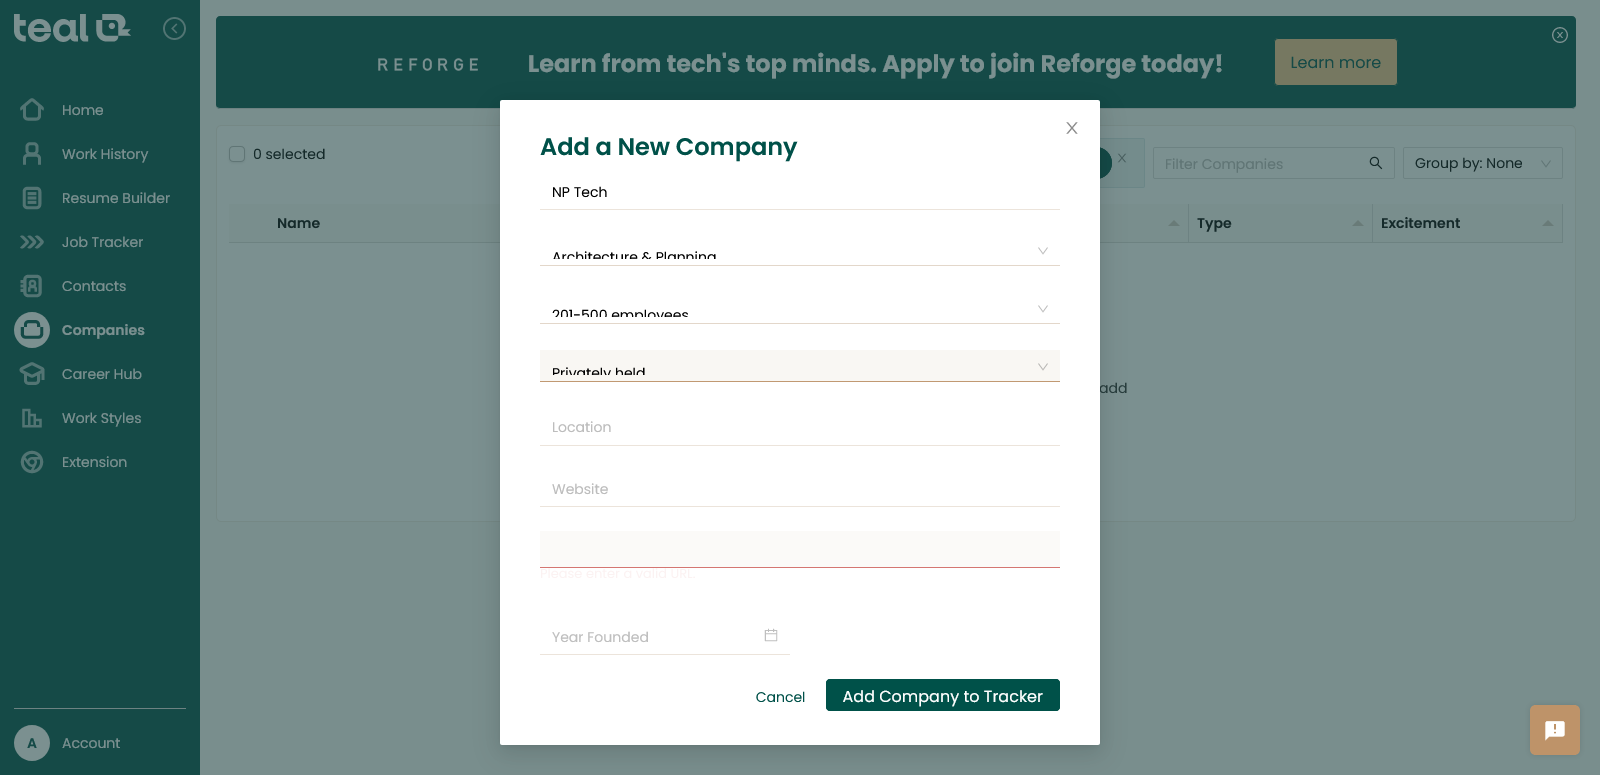 teal
Home
Work History
Resume Builder
Job Tracker
Contacts
Companies
Career Hub
Work Styles
Extension
A Account
REFORGE Learn from tech's top minds. Apply to join Reforge today! Learn more
0 selected
Filter Companies
Group by: None
Name
Type
Excitement
add
Add a New Company
NP Tech
Architecture & Planning
201-500 employees
Privately held
Location
Website
Please enter a valid URL.
Year Founded
Cancel
Add Company to Tracker